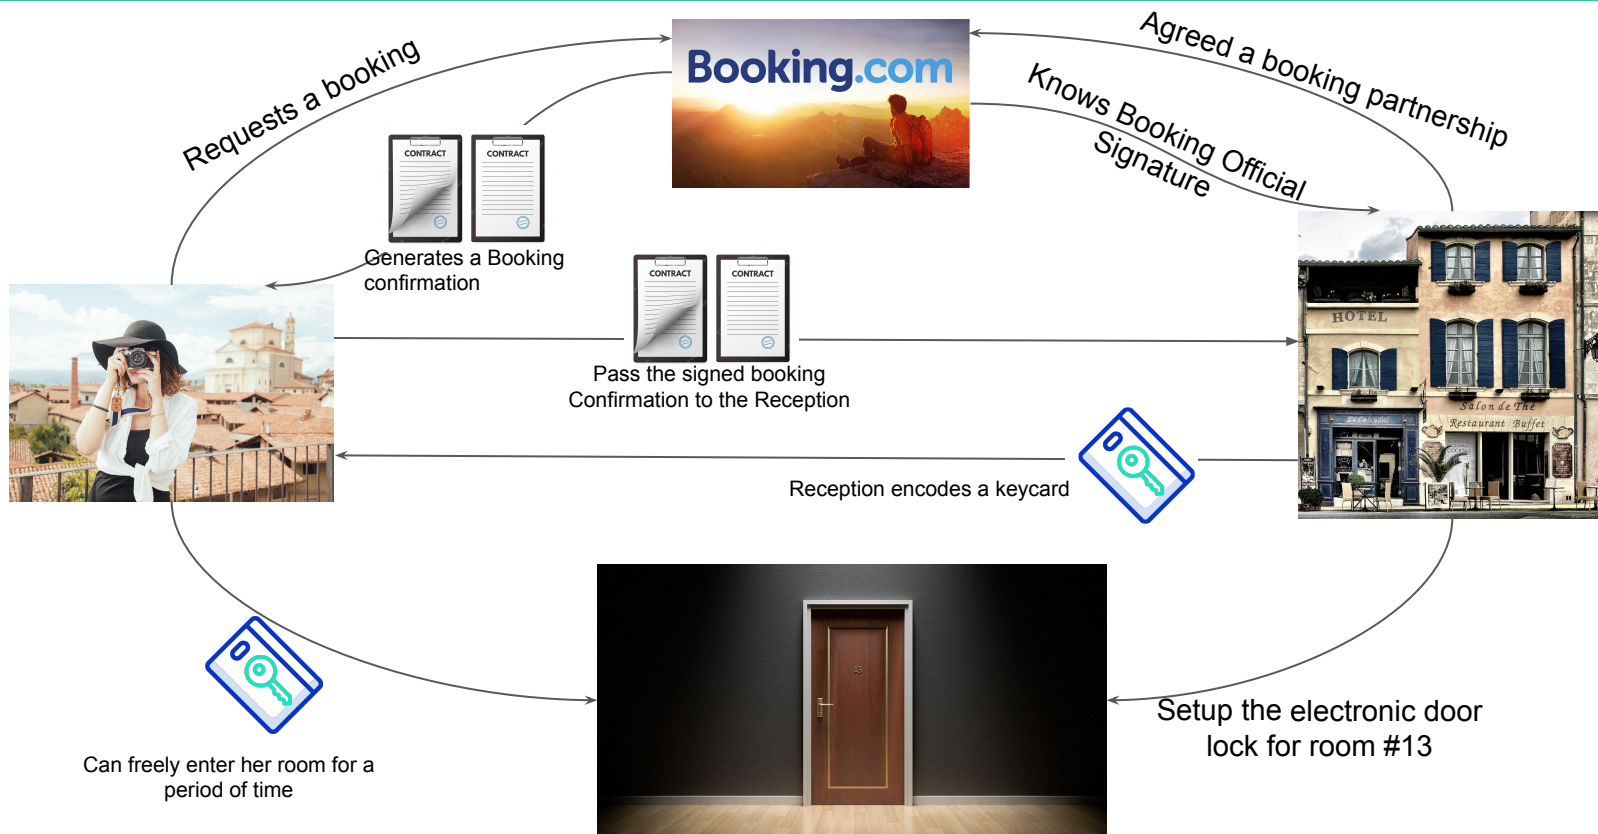 Requests a booking
Booking.com
Agreed a booking partnership
Knows Booking Official
Signature
CONTRACT
CONTRACT
Generates a Booking
confirmation
CONTRACT
CONTRACT
Pass the signed booking
Confirmation to the Reception
HOTEL
Salon de Thé
Restaurant Buffet
Reception encodes a keycard
13
Can freely enter her room for a
period of time
Setup the electronic door
lock for room #13